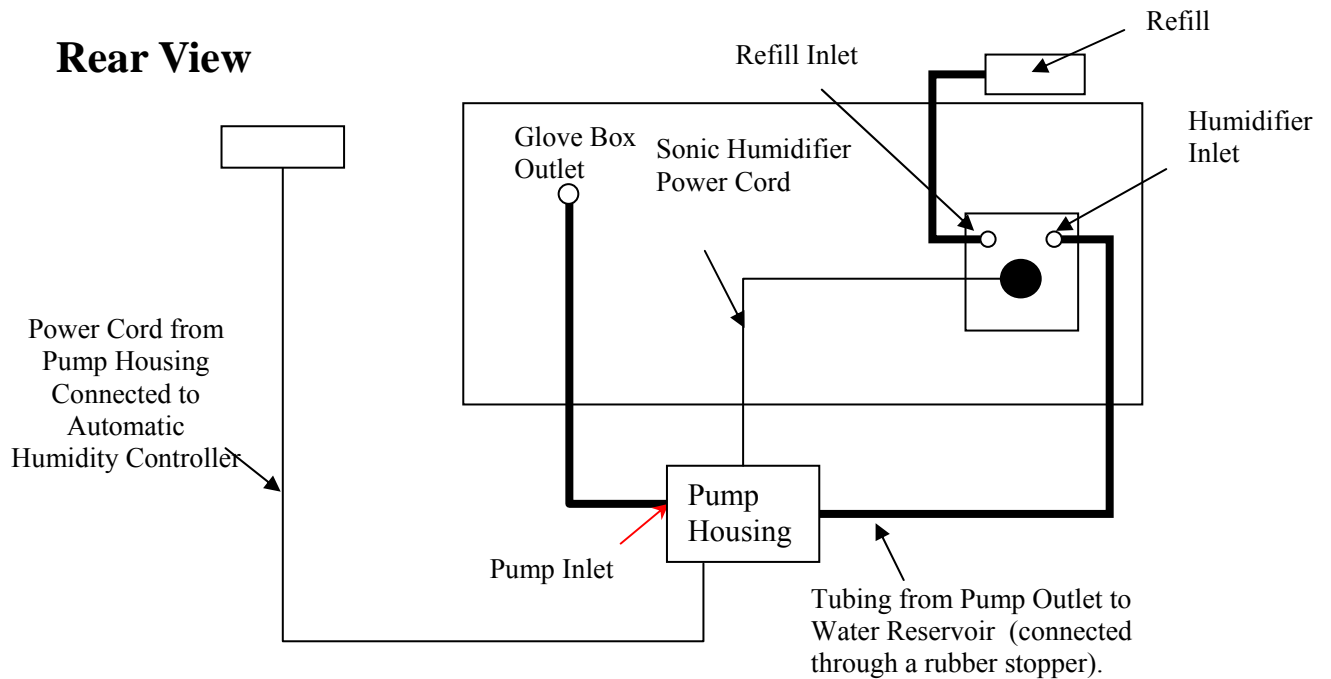 Rear View
Refill
Refill Inlet
Humidifier
Inlet
Glove Box
Outlet
Sonic Humidifier
Power Cord
Power Cord from
Pump Housing
Connected to
Automatic
Humidity Controller
Pump
Housing
Pump Inlet
Tubing from Pump Outlet to
Water Reservoir (connected
through a rubber stopper).